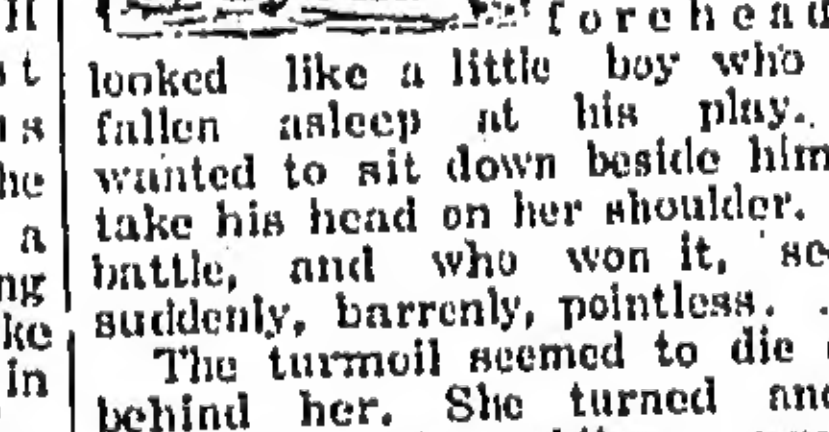 forehead
looked like a little boy who
fallen asleep at his play.
wanted to sit down beside him
take his head on her shoulder.
battle, and who won it,
suddenly, barrenly, pointless.
The turmoil seemed to die
behind her. She turned and